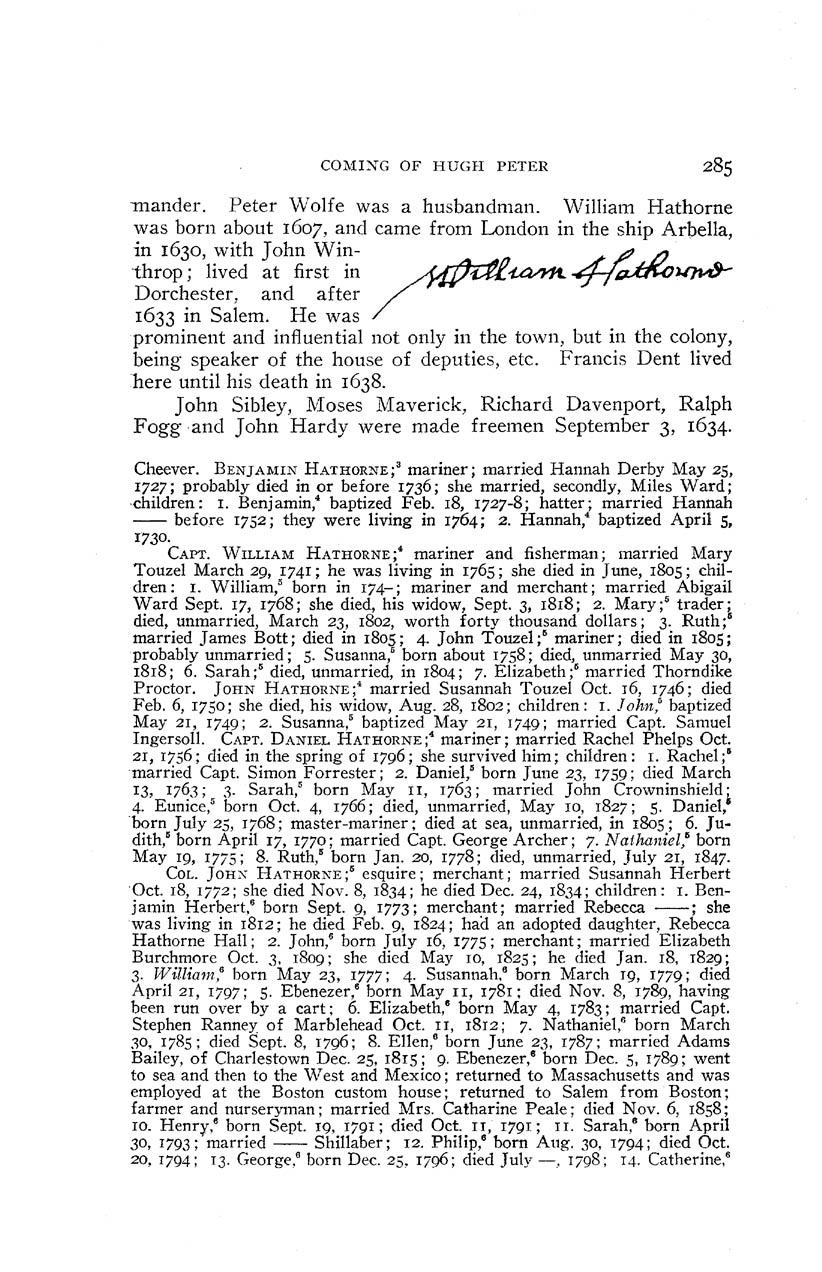 COMING OF HUGH PETER 285
mander. Peter Wolfe was a husbandman. William Hathorne
was born about 1607, and came from London in the ship Arbella,
in 1630, with John Win-
throp; lived at first in
Dorchester, and after
1633 in Salem. He was
William Hathorne
prominent and influential not only in the town, but in the colony,
being speaker of the house of deputies, etc. Francis Dent lived
here until his death in 1638.
John Sibley, Moses Maverick, Richard Davenport, Ralph
Fogg and John Hardy were made freemen September 3, 1634.
Cheever. BENJAMIN HATHORNE;³ mariner; married Hannah Derby May 25,
1727; probably died in or before 1736; she married, secondly, Miles Ward;
children: 1. Benjamin,⁴ baptized Feb. 18, 1727-8; hatter; married Hannah
—— before 1752; they were living in 1764; 2. Hannah,⁴ baptized April 5,
1730.
CAPT. WILLIAM HATHORNE;⁴ mariner and fisherman; married Mary
Touzel March 29, 1741; he was living in 1765; she died in June, 1805; chil-
dren: 1. William,⁵ born in 174–; mariner and merchant; married Abigail
Ward Sept. 17, 1768; she died, his widow, Sept. 3, 1818; 2. Mary;⁵ trader;
died, unmarried, March 23, 1802, worth forty thousand dollars; 3. Ruth;⁵
married James Bott; died in 1805; 4. John Touzel;⁵ mariner; died in 1805;
probably unmarried; 5. Susanna,⁵ born about 1758; died, unmarried May 30,
1818; 6. Sarah;⁵ died, unmarried, in 1804; 7. Elizabeth;⁵ married Thorndike
Proctor. JOHN HATHORNE;⁴ married Susannah Touzel Oct. 16, 1746; died
Feb. 6, 1750; she died, his widow, Aug. 28, 1802; children: 1. John,⁵ baptized
May 21, 1749; 2. Susanna,⁵ baptized May 21, 1749; married Capt. Samuel
Ingersoll. CAPT. DANIEL HATHORNE;⁴ mariner; married Rachel Phelps Oct.
21, 1756; died in the spring of 1796; she survived him; children: 1. Rachel;⁵
married Capt. Simon Forrester; 2. Daniel,⁵ born June 23, 1759; died March
13, 1763; 3. Sarah,⁵ born May 11, 1763; married John Crowninshield;
4. Eunice,⁵ born Oct. 4, 1766; died, unmarried, May 10, 1827; 5. Daniel,⁵
born July 25, 1768; master-mariner; died at sea, unmarried, in 1805; 6. Ju-
dith,⁵ born April 17, 1770; married Capt. George Archer; 7. Nathaniel,⁵ born
May 19, 1775; 8. Ruth,⁵ born Jan. 20, 1778; died, unmarried, July 21, 1847.
COL. JOHN HATHORNE;⁵ esquire; merchant; married Susannah Herbert
Oct. 18, 1772; she died Nov. 8, 1834; he died Dec. 24, 1834; children: 1. Ben-
jamin Herbert,⁶ born Sept. 9, 1773; merchant; married Rebecca ——; she
was living in 1812; he died Feb. 9, 1824; had an adopted daughter, Rebecca
Hathorne Hall; 2. John,⁶ born July 16, 1775; merchant; married Elizabeth
Burchmore Oct. 3, 1809; she died May 10, 1825; he died Jan. 18, 1829;
3. William,⁶ born May 23, 1777; 4. Susannah,⁶ born March 19, 1779; died
April 21, 1797; 5. Ebenezer,⁶ born May 11, 1781; died Nov. 8, 1789, having
been run over by a cart; 6. Elizabeth,⁶ born May 4, 1783; married Capt.
Stephen Ranney of Marblehead Oct. 11, 1812; 7. Nathaniel,⁶ born March
30, 1785; died Sept. 8, 1796; 8. Ellen,⁶ born June 23, 1787; married Adams
Bailey, of Charlestown Dec. 25, 1815; 9. Ebenezer,⁶ born Dec. 5, 1789; went
to sea and then to the West and Mexico; returned to Massachusetts and was
employed at the Boston custom house; returned to Salem from Boston;
farmer and nurseryman; married Mrs. Catharine Peale; died Nov. 6, 1858;
10. Henry,⁶ born Sept. 19, 1791; died Oct. 11, 1791; 11. Sarah,⁶ born April
30, 1793; married —— Shillaber; 12. Philip,⁶ born Aug. 30, 1794; died Oct.
20, 1794; 13. George,⁶ born Dec. 25, 1796; died July —, 1798; 14. Catherine,⁶